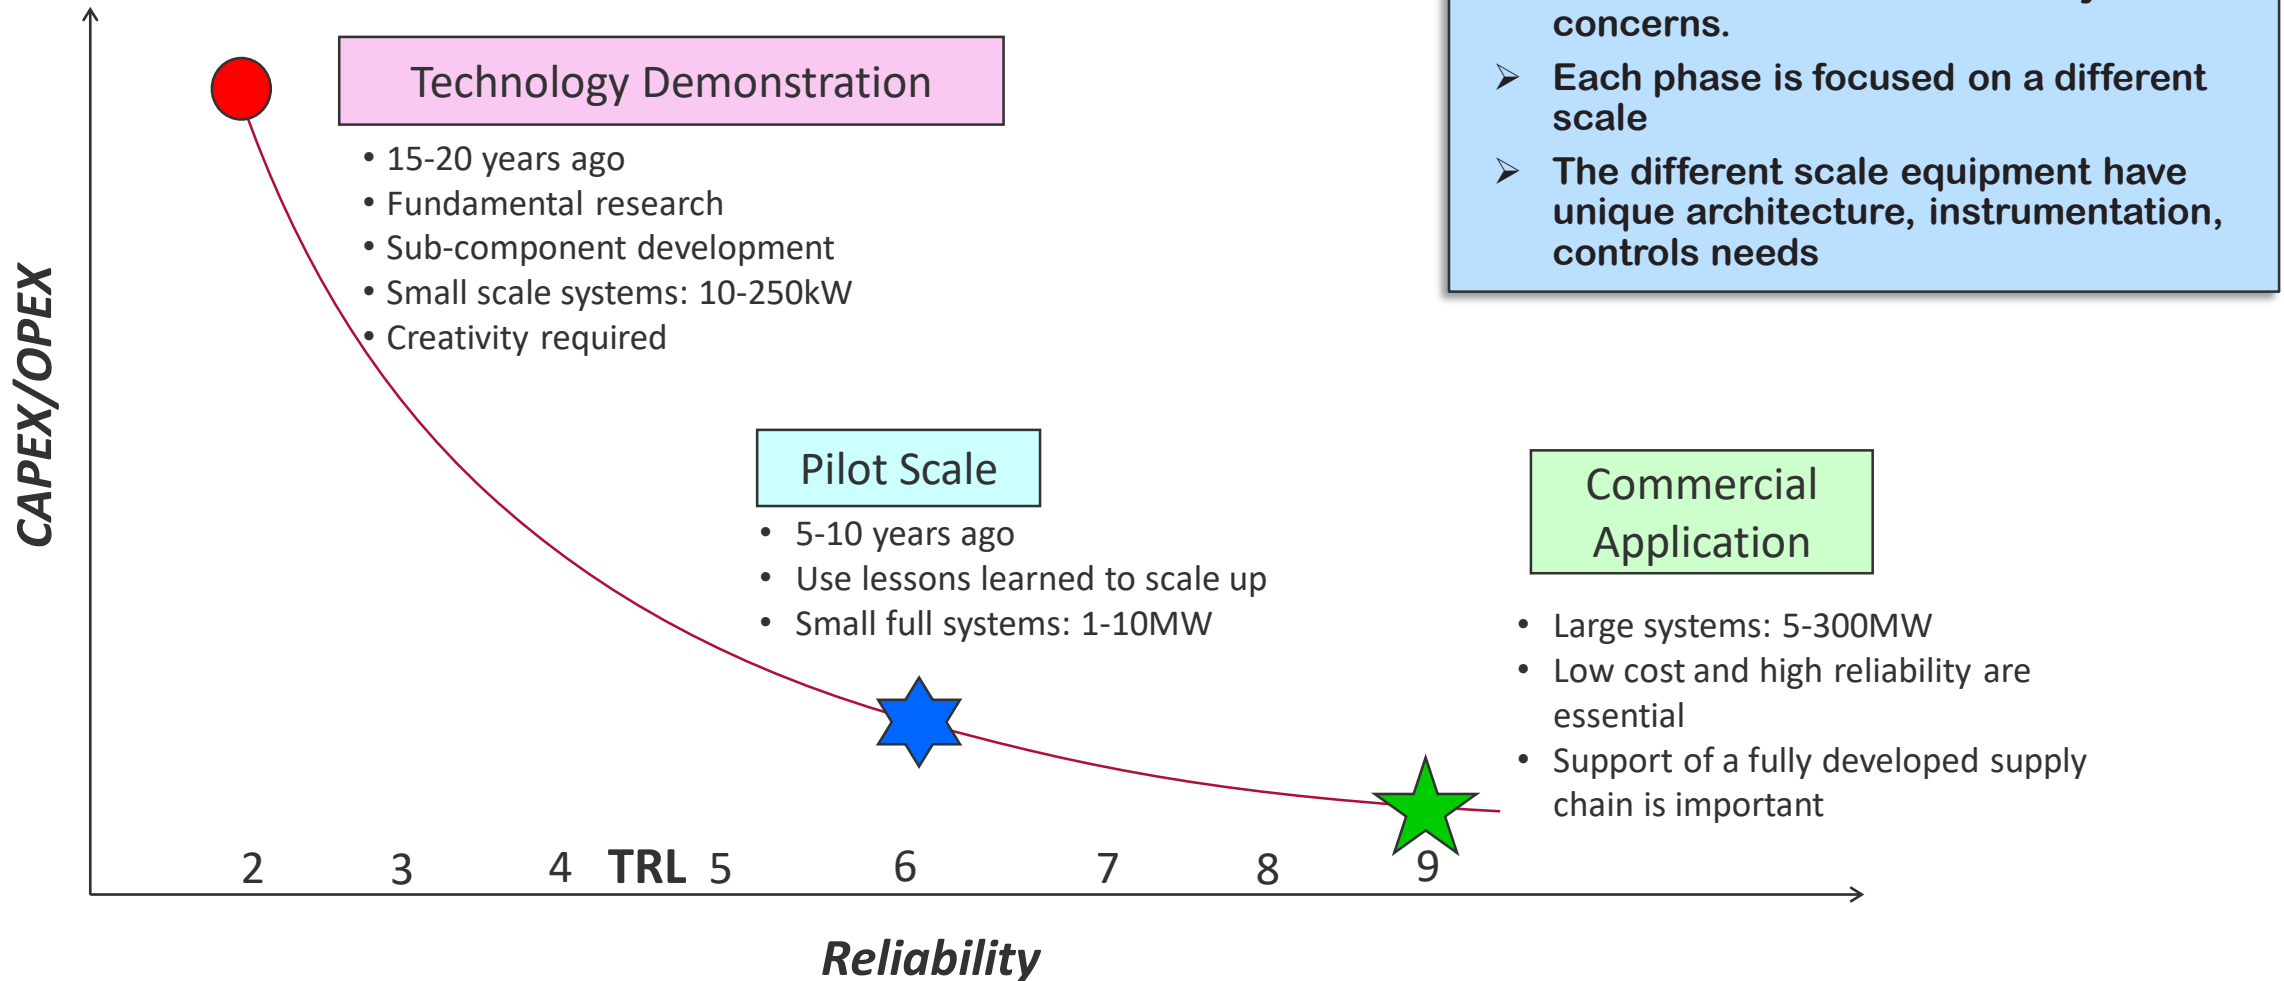 concerns.
➢ Each phase is focused on a different
scale
➢ The different scale equipment have
unique architecture, instrumentation,
controls needs
Technology Demonstration
• 15-20 years ago
• Fundamental research
• Sub-component development
• Small scale systems: 10-250kW
• Creativity required
CAPEX/OPEX
Pilot Scale
• 5-10 years ago
• Use lessons learned to scale up
• Small full systems: 1-10MW
Commercial
Application
• Large systems: 5-300MW
• Low cost and high reliability are
essential
• Support of a fully developed supply
chain is important
2 3 4 TRL 5 6 7 8 9
Reliability